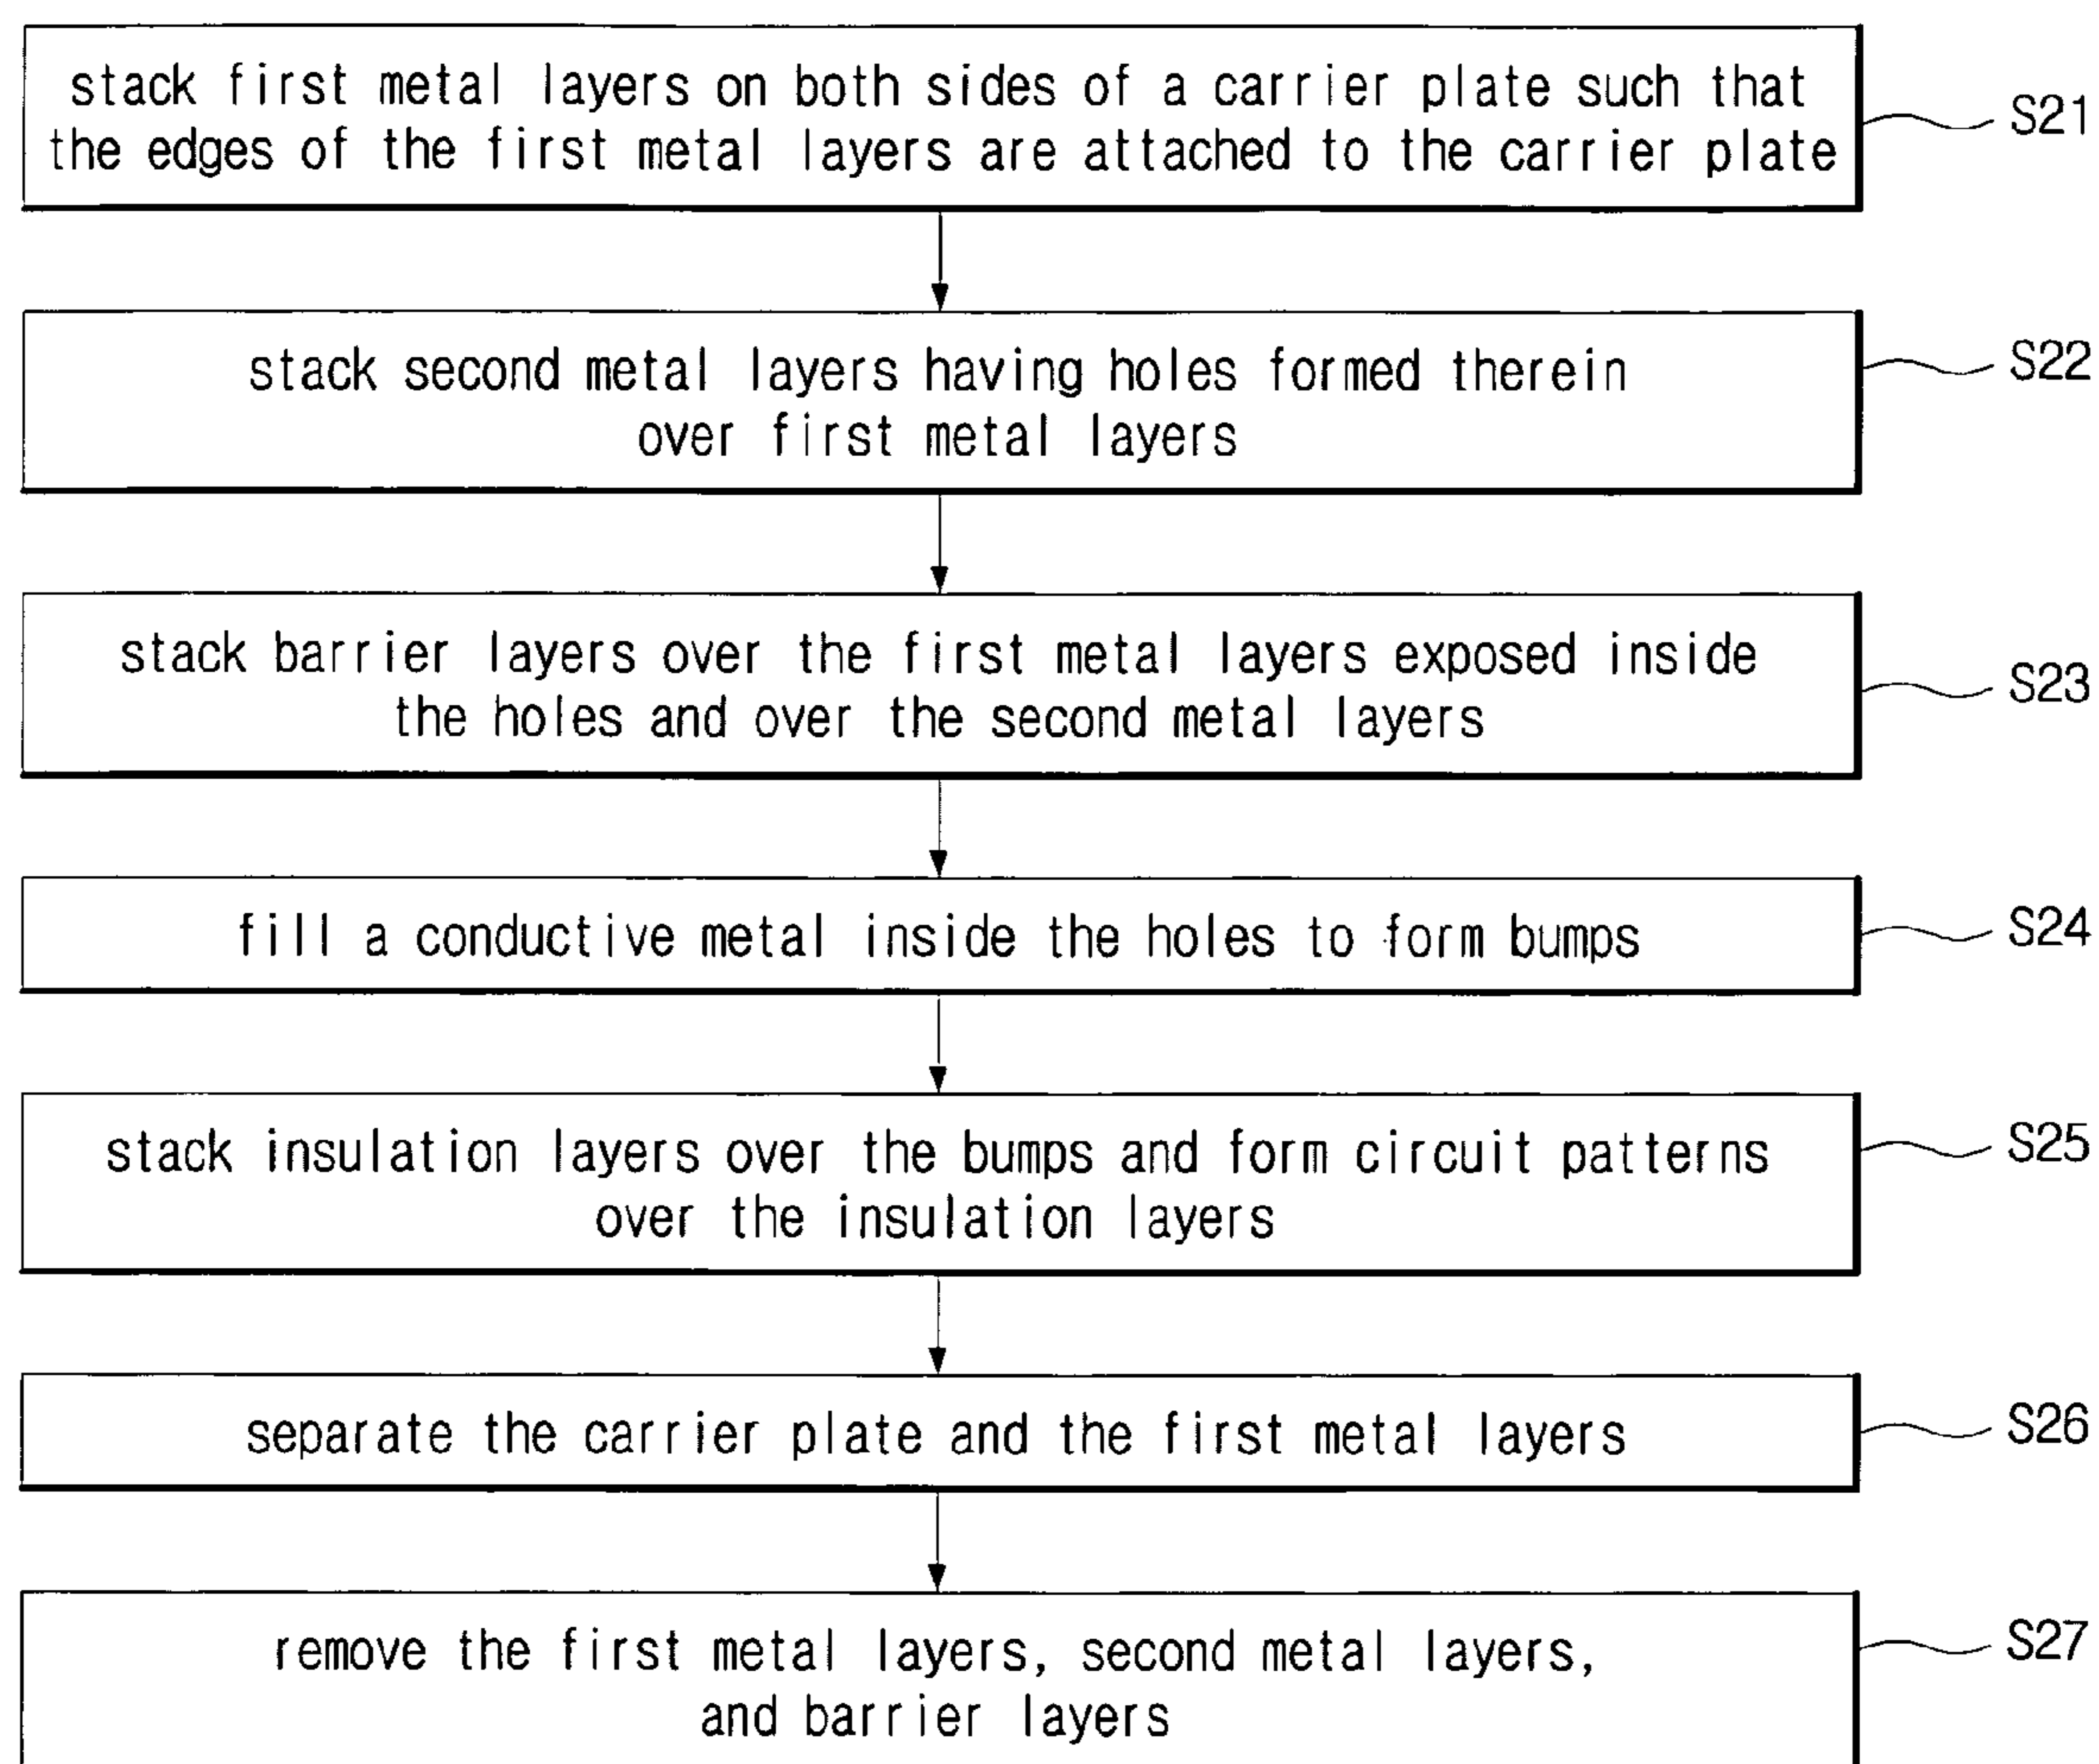 stack first metal layers on both sides of a carrier plate such that
the edges of the first metal layers are attached to the carrier plate
S21
stack second metal layers having holes formed therein
over first metal layers
S22
stack barrier layers over the first metal layers exposed inside
the holes and over the second metal layers
S23
fill a conductive metal inside the holes to form bumps
S24
stack insulation layers over the bumps and form circuit patterns
over the insulation layers
S25
separate the carrier plate and the first metal layers
S26
remove the first metal layers, second metal layers,
and barrier layers
S27